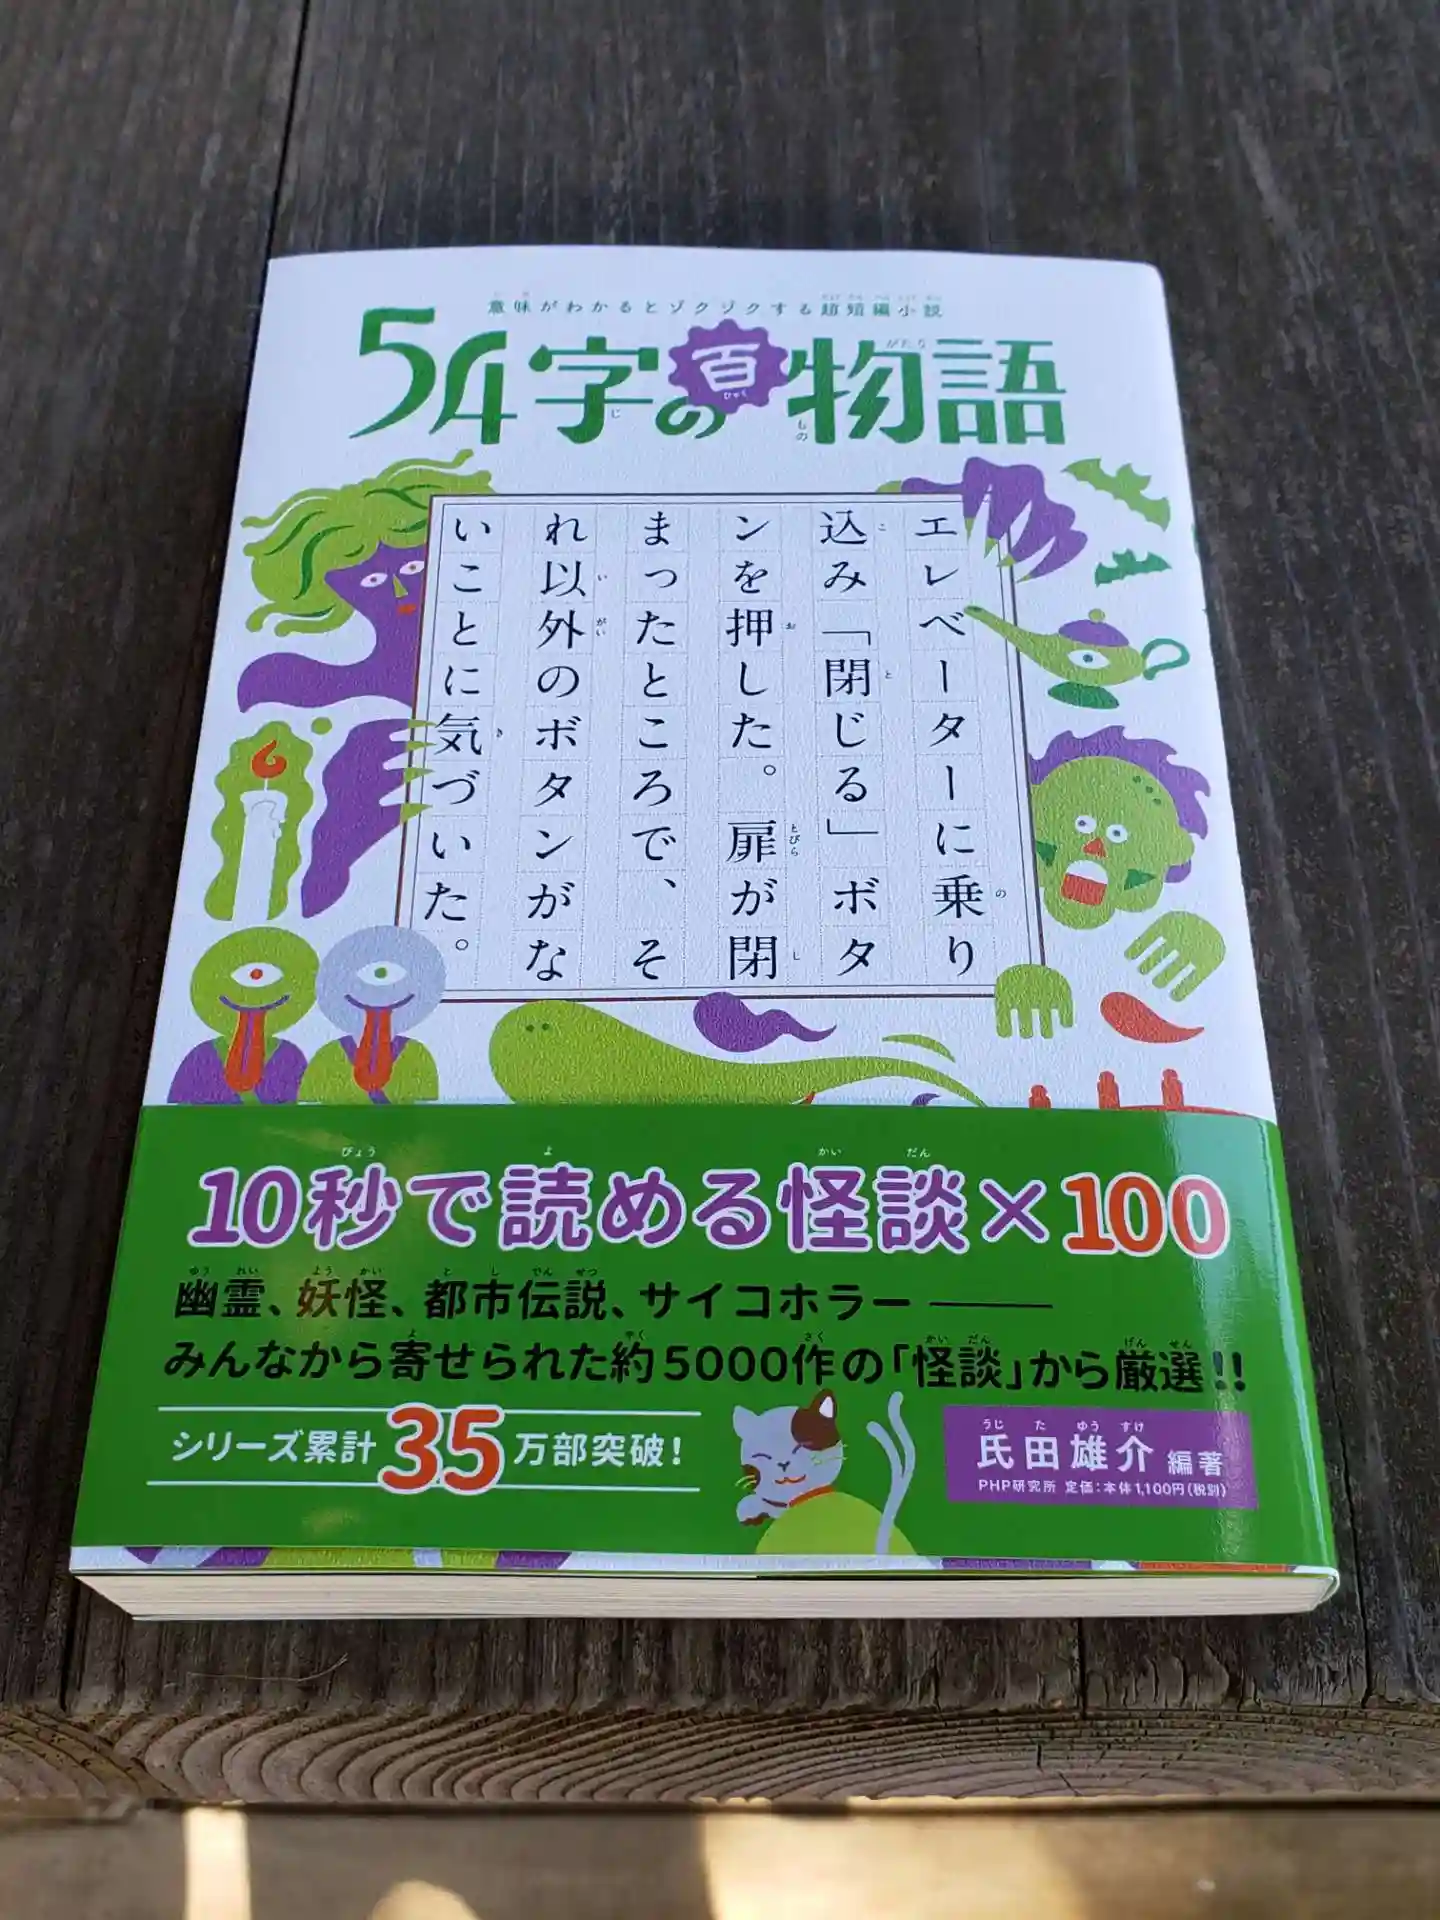 意味がわかるとゾクゾクする超短編小説
54字の百物語
エレベーターに乗り
込み「閉じる」ボタ
ンを押した。扉が閉
まったところで、そ
れ以外のボタンがな
いことに気づいた。
10秒で読める怪談×100
幽霊、妖怪、都市伝説、サイコホラー――
みんなから寄せられた約5000作の「怪談」から厳選!!
シリーズ累計35万部突破!
氏田雄介 編著
PHP研究所 定価:本体1,100円(税別)